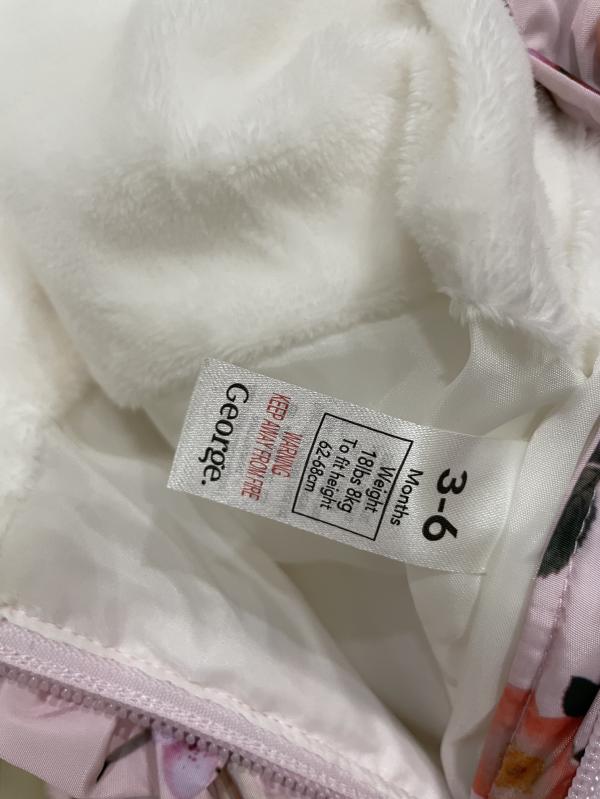 3-6
Months
Weight
18lbs 8kg
To fit height
62-68cm
WARNING
KEEP AWAY FROM FIRE
George.